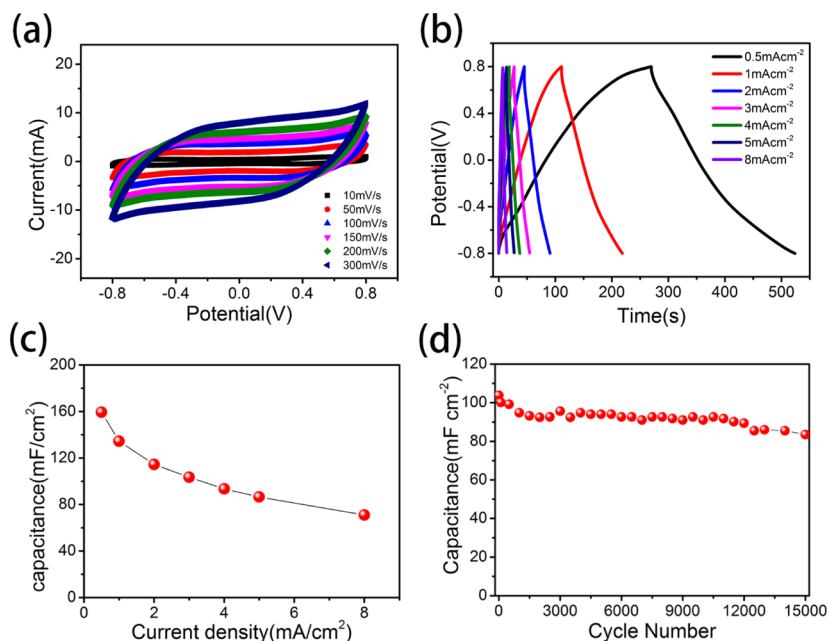 (a)
20
10
0
-10
-20
Current(mA)
10mV/s
50mV/s
100mV/s
150mV/s
200mV/s
300mV/s
-0.8
-0.4
0.0
0.4
0.8
Potential(V)
(b)
0.8
0.4
0.0
-0.4
-0.8
Potential(V)
0.5mAcm⁻²
1mAcm⁻²
2mAcm⁻²
3mAcm⁻²
4mAcm⁻²
5mAcm⁻²
8mAcm⁻²
0
100
200
300
400
500
Time(s)
(c)
200
160
120
80
40
0
capacitance(mF/cm²)
0
2
4
6
8
Current density(mA/cm²)
(d)
120
100
80
60
40
20
0
Capacitance(mF cm⁻²)
0
3000
6000
9000
12000
15000
Cycle Number